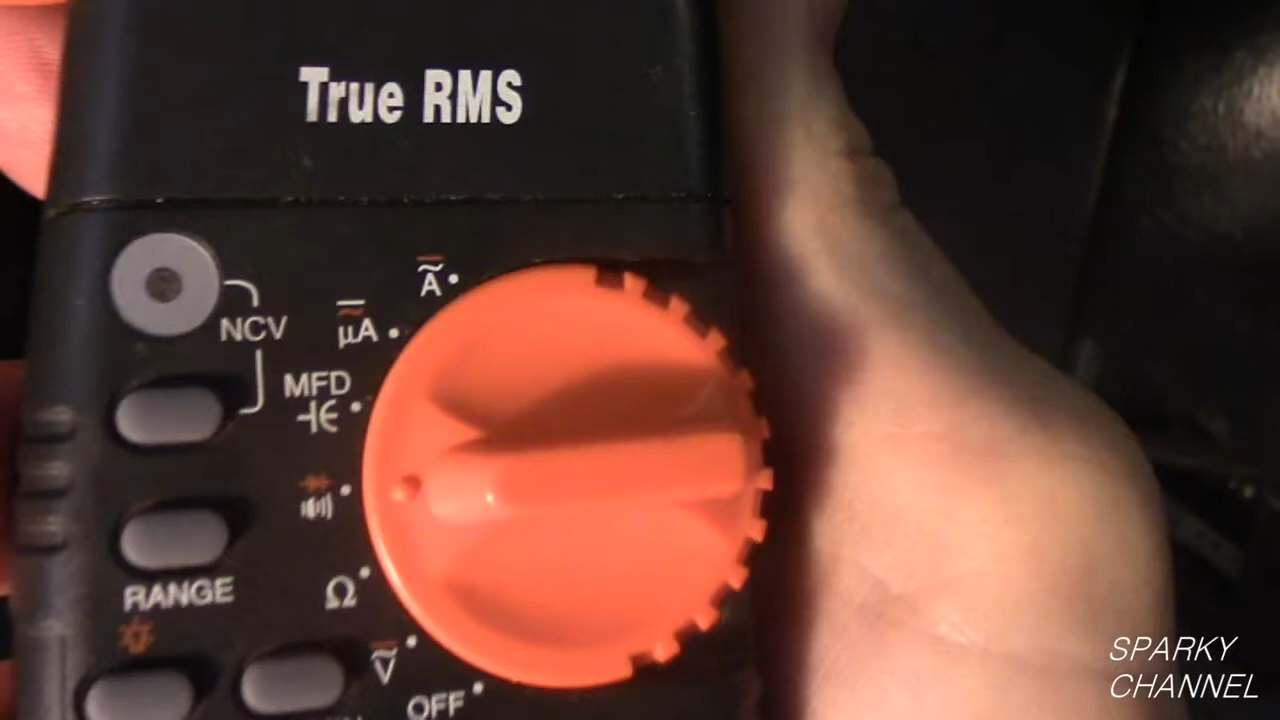 True RMS
A
NCV
µA
MFD
RANGE
Ω
V
OFF
SPARKY
CHANNEL